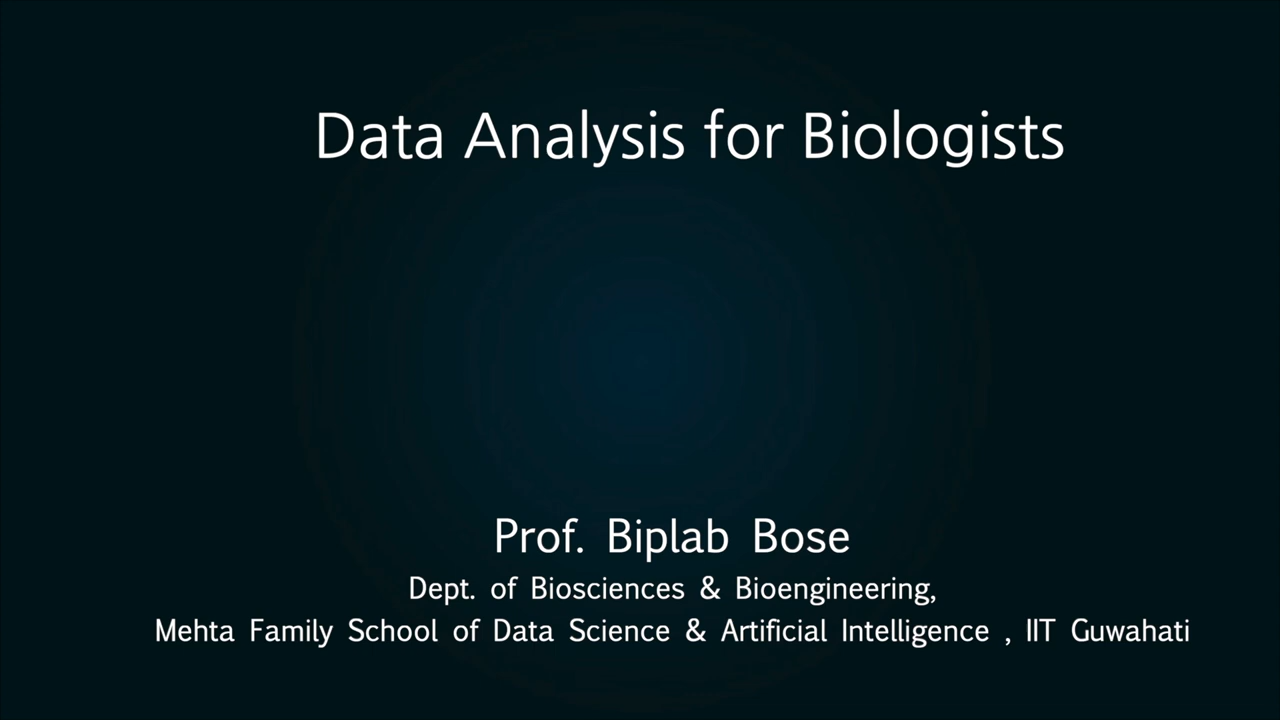 Data Analysis for Biologists
Prof. Biplab Bose
Dept. of Biosciences & Bioengineering,
Mehta Family School of Data Science & Artificial Intelligence , IIT Guwahati